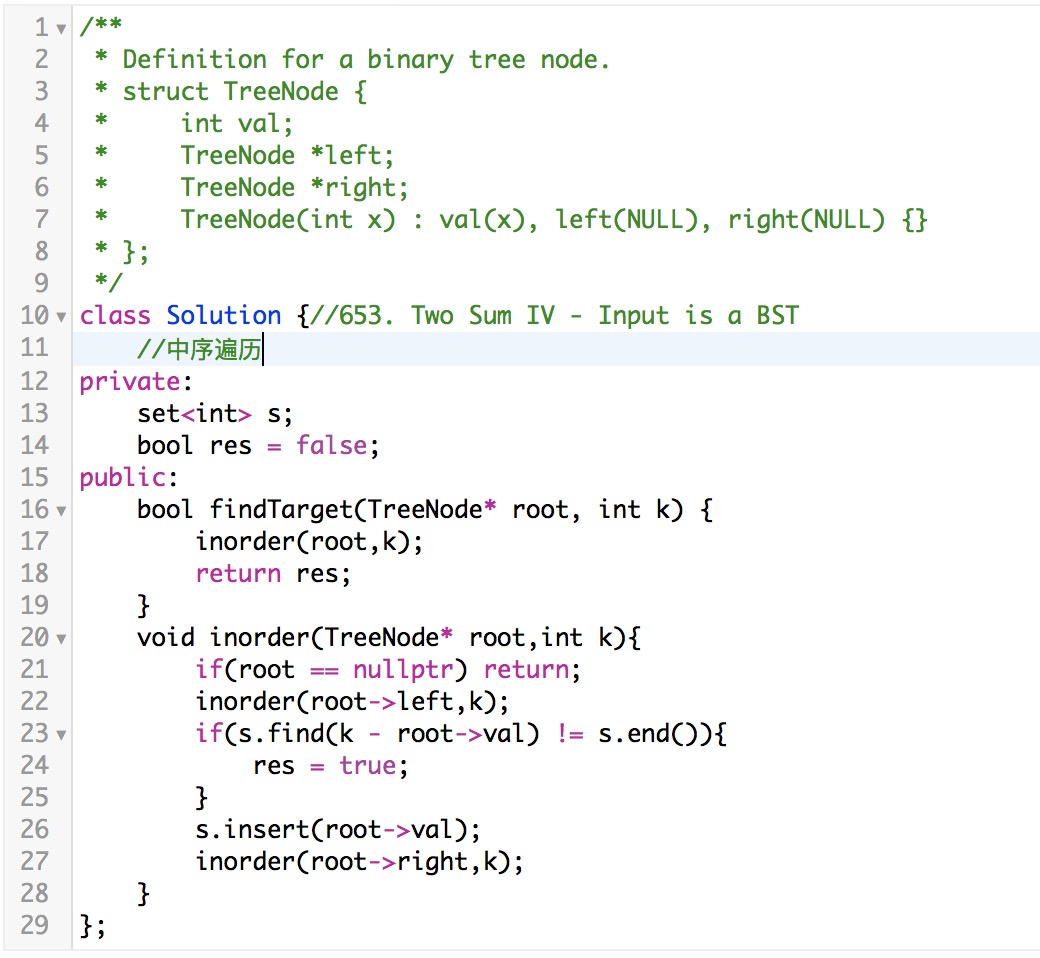 1 /**
2  * Definition for a binary tree node.
3  * struct TreeNode {
4  *     int val;
5  *     TreeNode *left;
6  *     TreeNode *right;
7  *     TreeNode(int x) : val(x), left(NULL), right(NULL) {}
8  * };
9  */
10 class Solution {//653. Two Sum IV - Input is a BST
11     //中序遍历
12 private:
13     set<int> s;
14     bool res = false;
15 public:
16     bool findTarget(TreeNode* root, int k) {
17         inorder(root,k);
18         return res;
19     }
20     void inorder(TreeNode* root,int k){
21         if(root == nullptr) return;
22         inorder(root->left,k);
23         if(s.find(k - root->val) != s.end()){
24             res = true;
25         }
26         s.insert(root->val);
27         inorder(root->right,k);
28     }
29 };